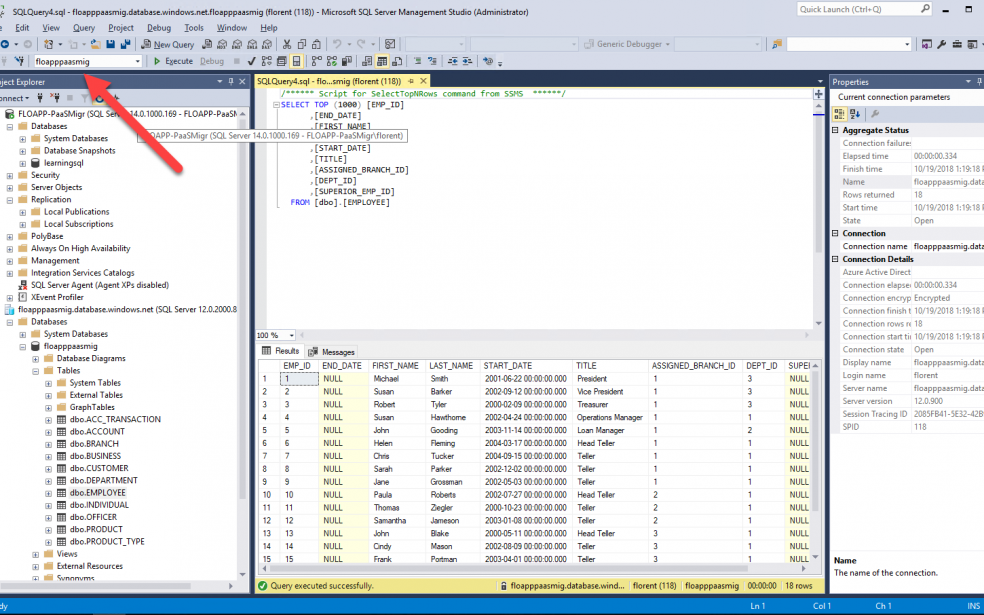 SQLQuery4.sql - floapppaasmig.database.windows.net.floapppaasmig (florent (118)) - Microsoft SQL Server Management Studio (Administrator)
Quick Launch (Ctrl+Q)
Edit View Query Project Debug Tools Window Help
New Query
Generic Debugger
floapppaasmig Execute Debug
ject Explorer
onnect
FLOAPP-PaaSMigr (SQL Server 14.0.1000.169 - FLOAPP-PaaSM
Databases
System Databases
Database Snapshots
learningsql
Security
Server Objects
Replication
Local Publications
Local Subscriptions
PolyBase
Always On High Availability
Management
Integration Services Catalogs
SQL Server Agent (Agent XPs disabled)
XEvent Profiler
floapppaasmig.database.windows.net (SQL Server 12.0.2000.8
Databases
System Databases
floapppaasmig
Database Diagrams
Tables
System Tables
External Tables
GraphTables
dbo.ACC_TRANSACTION
dbo.ACCOUNT
dbo.BRANCH
dbo.BUSINESS
dbo.CUSTOMER
dbo.DEPARTMENT
dbo.EMPLOYEE
dbo.INDIVIDUAL
dbo.OFFICER
dbo.PRODUCT
dbo.PRODUCT_TYPE
Views
External Resources
Synonyms
OAPP-PaaSMigr (SQL Server 14.0.1000.169 - FLOAPP-PaaSMigr\florent)
SQLQuery4.sql - flo...smig (florent (118))
/****** Script for SelectTopNRows command from SSMS ******/
SELECT TOP (1000) [EMP_ID]
,[END_DATE]
,[FIRST_NAME]
,[START_DATE]
,[TITLE]
,[ASSIGNED_BRANCH_ID]
,[DEPT_ID]
,[SUPERIOR_EMP_ID]
FROM [dbo].[EMPLOYEE]
100 %
Results Messages
EMP_ID END_DATE FIRST_NAME LAST_NAME START_DATE TITLE ASSIGNED_BRANCH_ID DEPT_ID SUPERI
1 1 NULL Michael Smith 2001-06-22 00:00:00.000 President 1 3 NULL
2 2 NULL Susan Barker 2002-09-12 00:00:00.000 Vice President 1 3 NULL
3 3 NULL Robert Tyler 2000-02-09 00:00:00.000 Treasurer 1 3 NULL
4 4 NULL Susan Hawthorne 2002-04-24 00:00:00.000 Operations Manager 1 1 NULL
5 5 NULL John Gooding 2003-11-14 00:00:00.000 Loan Manager 1 2 NULL
6 6 NULL Helen Fleming 2004-03-17 00:00:00.000 Head Teller 1 1 NULL
7 7 NULL Chris Tucker 2004-09-15 00:00:00.000 Teller 1 1 NULL
8 8 NULL Sarah Parker 2002-12-02 00:00:00.000 Teller 1 1 NULL
9 9 NULL Jane Grossman 2002-05-03 00:00:00.000 Teller 1 1 NULL
10 10 NULL Paula Roberts 2002-07-27 00:00:00.000 Head Teller 2 1 NULL
11 11 NULL Thomas Ziegler 2000-10-23 00:00:00.000 Teller 2 1 NULL
12 12 NULL Samantha Jameson 2003-01-08 00:00:00.000 Teller 2 1 NULL
13 13 NULL John Blake 2000-05-11 00:00:00.000 Head Teller 3 1 NULL
14 14 NULL Cindy Mason 2002-08-09 00:00:00.000 Teller 3 1 NULL
15 15 NULL Frank Portman 2003-04-01 00:00:00.000 Teller 3 1 NULL
Query executed successfully. floapppaasmig.database.wind... florent (118) floapppaasmig 00:00:00 18 rows
Properties
Current connection parameters
Aggregate Status
Connection failures
Elapsed time 00:00:00.334
Finish time 10/19/2018 1:19:18 P
Name floapppaasmig.data
Rows returned 18
Start time 10/19/2018 1:19:18 P
State Open
Connection
Connection name floapppaasmig.data
Connection Details
Azure Active Direct
Connection elapse 00:00:00.334
Connection encryp Encrypted
Connection finish t 10/19/2018 1:19:18 P
Connection rows re 18
Connection start ti 10/19/2018 1:19:18 P
Connection state Open
Display name floapppaasmig.data
Login name florent
Server name floapppaasmig.data
Server version 12.0.900
Session Tracing ID 2085FB41-5E32-42B
SPID 118
Name
The name of the connection.
dy Ln 1 Col 1 Ch 1 INS